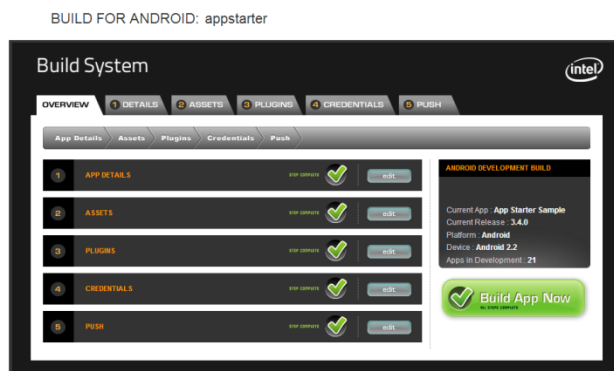 BUILD FOR ANDROID: appstarter
Build System
intel
OVERVIEW 1 DETAILS 2 ASSETS 3 PLUGINS 4 CREDENTIALS 5 PUSH
App Details Assets Plugins Credentials Push
1 APP DETAILS STEP COMPLETE edit
2 ASSETS STEP COMPLETE edit
3 PLUGINS STEP COMPLETE edit
4 CREDENTIALS STEP COMPLETE edit
5 PUSH STEP COMPLETE edit
ANDROID DEVELOPMENT BUILD
Current App : App Starter Sample
Current Release : 3.4.0
Platform : Android
Device : Android 2.2
Apps in Development : 21
Build App Now
ALL STEPS COMPLETE